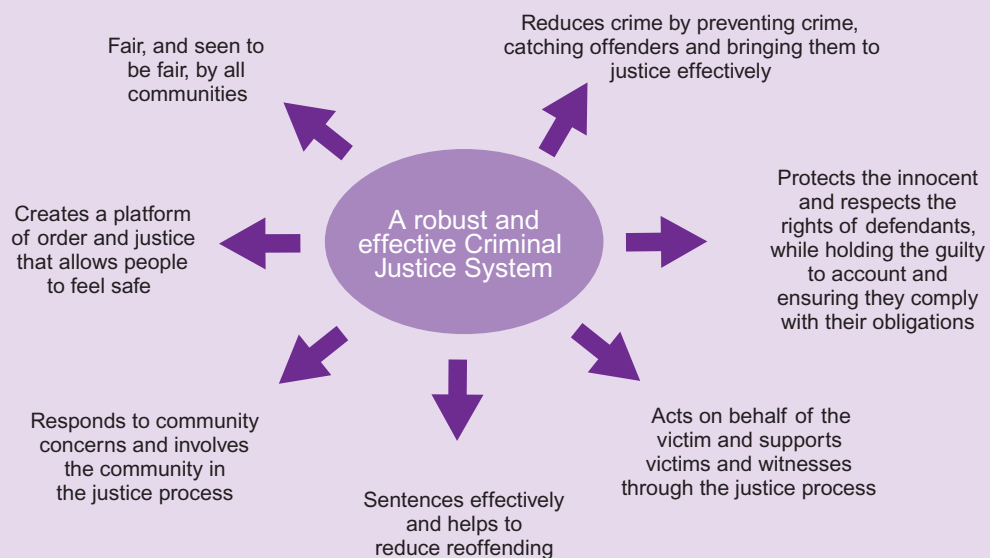 Fair, and seen to
be fair, by all
communities
Reduces crime by preventing crime,
catching offenders and bringing them to
justice effectively
Creates a platform
of order and justice
that allows people
to feel safe
A robust and
effective Criminal
Justice System
Protects the innocent
and respects the
rights of defendants,
while holding the guilty
to account and
ensuring they comply
with their obligations
Responds to community
concerns and involves
the community in
the justice process
Sentences effectively
and helps to
reduce reoffending
Acts on behalf of the
victim and supports
victims and witnesses
through the justice process